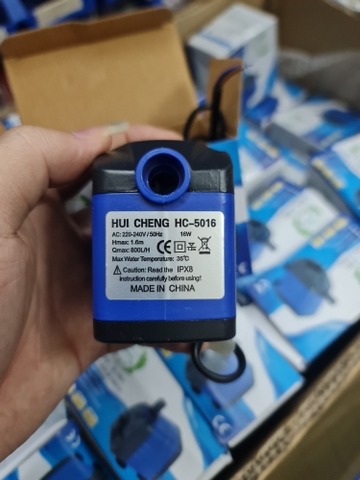 HUI CHENG HC-5016
AC: 220-240V / 50Hz 16W
Hmax: 1.6m
Qmax: 800L/H
Max Water Temperature: 35℃
Caution: Read the IPX8
instruction carefully before using!
MADE IN CHINA